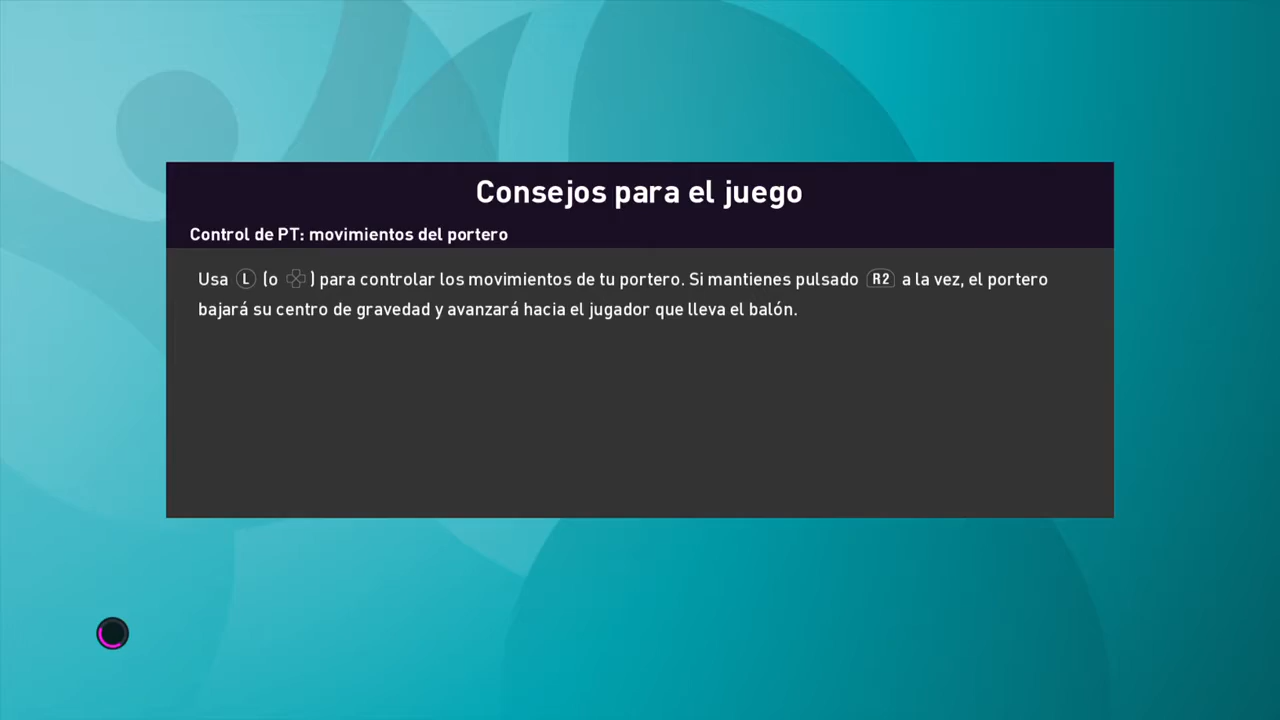 Consejos para el juego
Control de PT: movimientos del portero
Usa L (o ) para controlar los movimientos de tu portero. Si mantienes pulsado R2 a la vez, el portero
bajará su centro de gravedad y avanzará hacia el jugador que lleva el balón.